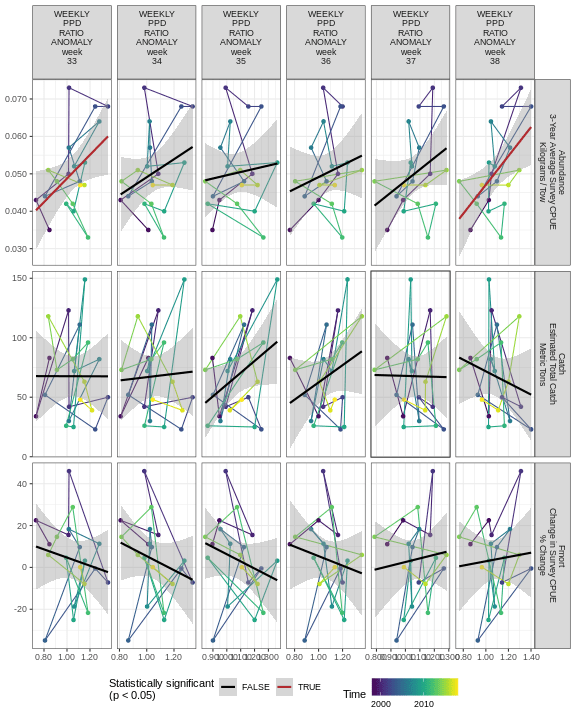 WEEKLY
PPD
RATIO
ANOMALY
week
33
WEEKLY
PPD
RATIO
ANOMALY
week
34
WEEKLY
PPD
RATIO
ANOMALY
week
35
WEEKLY
PPD
RATIO
ANOMALY
week
36
WEEKLY
PPD
RATIO
ANOMALY
week
37
WEEKLY
PPD
RATIO
ANOMALY
week
38
0.070
0.060
0.050
0.040
0.030
Abundance
3-Year Average Survey CPUE
Kilograms / Tow
150
100
50
0
Catch
Estimated Total Catch
Metric Tons
40
20
0
-20
Fmort
Change in Survey CPUE
% Change
0.80 1.00 1.20
0.80 1.00 1.20
0.80 1.00 1.20 1.40
Statistically significant
(p < 0.05)
FALSE
TRUE
Time
2000
2010